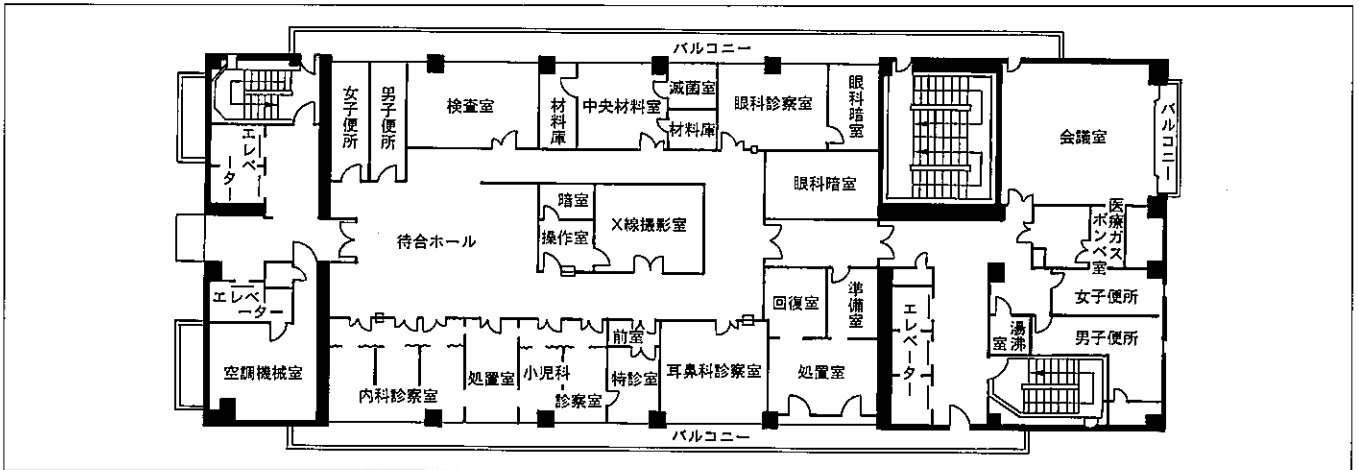 バルコニー
女子便所
男子便所
検査室
材料庫
中央材料室
滅菌室
材料庫
眼科診察室
眼科暗室
会議室
バルコニー
エレベーター
眼科暗室
暗室
操作室
X線撮影室
待合ホール
医療ガスボンベ室
エレベーター
回復室
準備室
女子便所
エレベーター
湯沸室
男子便所
空調機械室
内科診察室
処置室
小児科診察室
前室
特診室
耳鼻科診察室
処置室
バルコニー